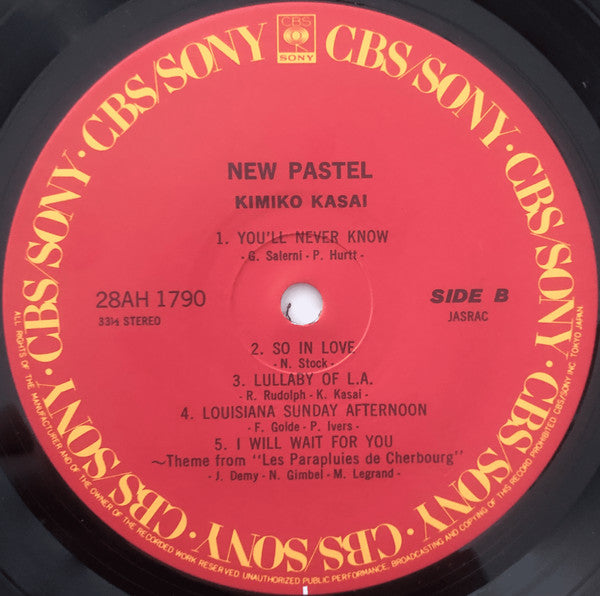 CBS
SONY
CBS/SONY · CBS/SONY · CBS/SONY · CBS/SONY · CBS/SONY · CBS/SONY · CBS/SONY · CBS/SONY
NEW PASTEL
KIMIKO KASAI
1. YOU'LL NEVER KNOW
- G. Salerni - P. Hurtt -
28AH 1790
33⅓ STEREO
SIDE B
JASRAC
2. SO IN LOVE
- N. Stock -
3. LULLABY OF L.A.
- R. Rudolph - K. Kasai -
4. LOUISIANA SUNDAY AFTERNOON
- F. Golde - P. Ivers -
5. I WILL WAIT FOR YOU
~Theme from "Les Parapluies de Cherbourg"~
- J. Demy - N. Gimbel - M. Legrand -
ALL RIGHTS OF THE MANUFACTURER AND OF THE OWNER OF THE RECORDED WORK RESERVED UNAUTHORIZED PUBLIC PERFORMANCE, BROADCASTING AND COPYING OF THIS RECORD PROHIBITED CBS/SONY INC. TOKYO JAPAN